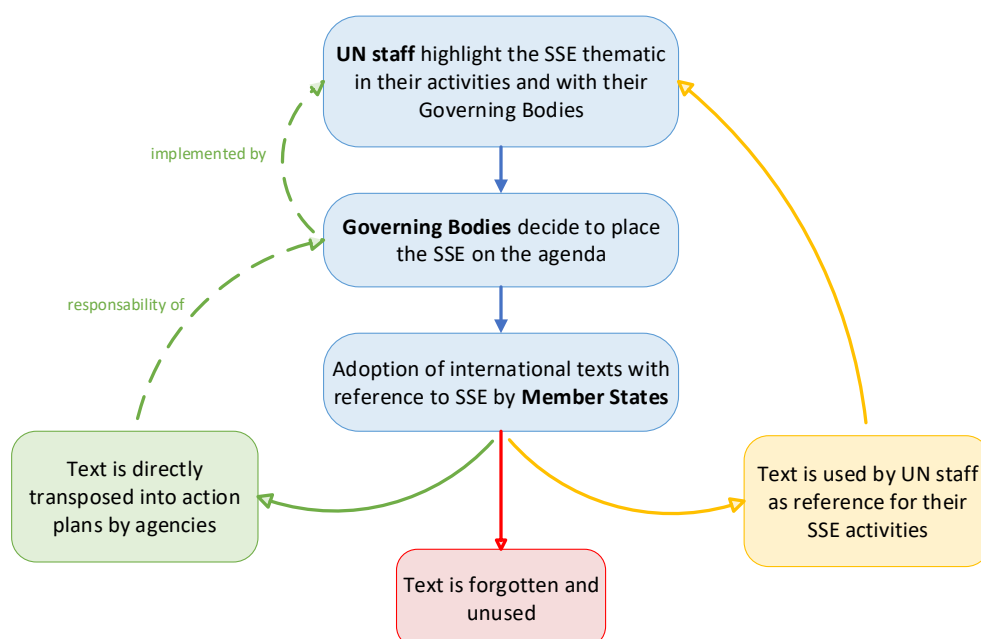 UN staff highlight the SSE thematic
in their activities and with their
Governing Bodies
implemented by
Governing Bodies decide to place
the SSE on the agenda
responsability of
Adoption of international texts with
reference to SSE by Member States
Text is directly
transposed into action
plans by agencies
Text is used by UN staff
as reference for their
SSE activities
Text is forgotten and
unused